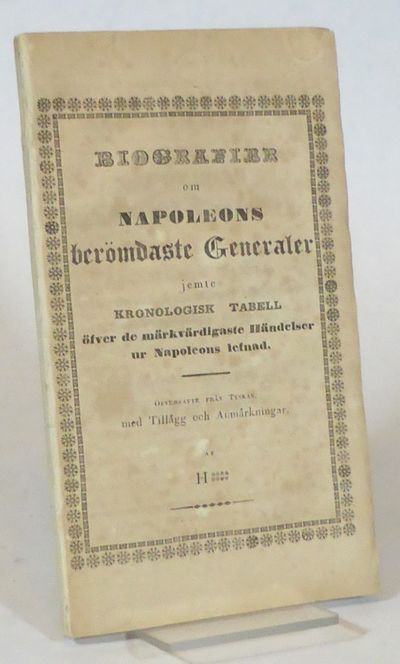 BIOGRAFIER
om
NAPOLEONS
berömdaste Generaler
jemte
KRONOLOGISK TABELL
öfver de märkvärdigaste Händelser
ur Napoleons lefnad.
ÖFVERSATTE FRÅN TYSKAN,
med Tillägg och Anmärkningar,
AF
H